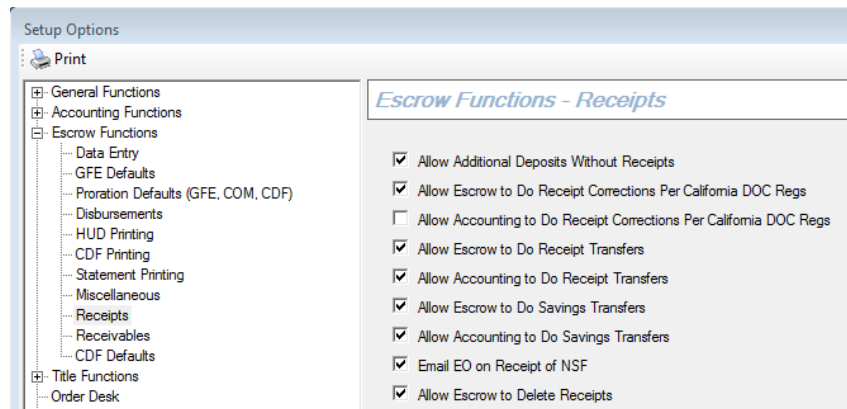 Setup Options
Print
General Functions
Accounting Functions
Escrow Functions
Data Entry
GFE Defaults
Proration Defaults (GFE, COM, CDF)
Disbursements
HUD Printing
CDF Printing
Statement Printing
Miscellaneous
Receipts
Receivables
CDF Defaults
Title Functions
Order Desk
Escrow Functions - Receipts
Allow Additional Deposits Without Receipts
Allow Escrow to Do Receipt Corrections Per California DOC Regs
Allow Accounting to Do Receipt Corrections Per California DOC Regs
Allow Escrow to Do Receipt Transfers
Allow Accounting to Do Receipt Transfers
Allow Escrow to Do Savings Transfers
Allow Accounting to Do Savings Transfers
Email EO on Receipt of NSF
Allow Escrow to Delete Receipts